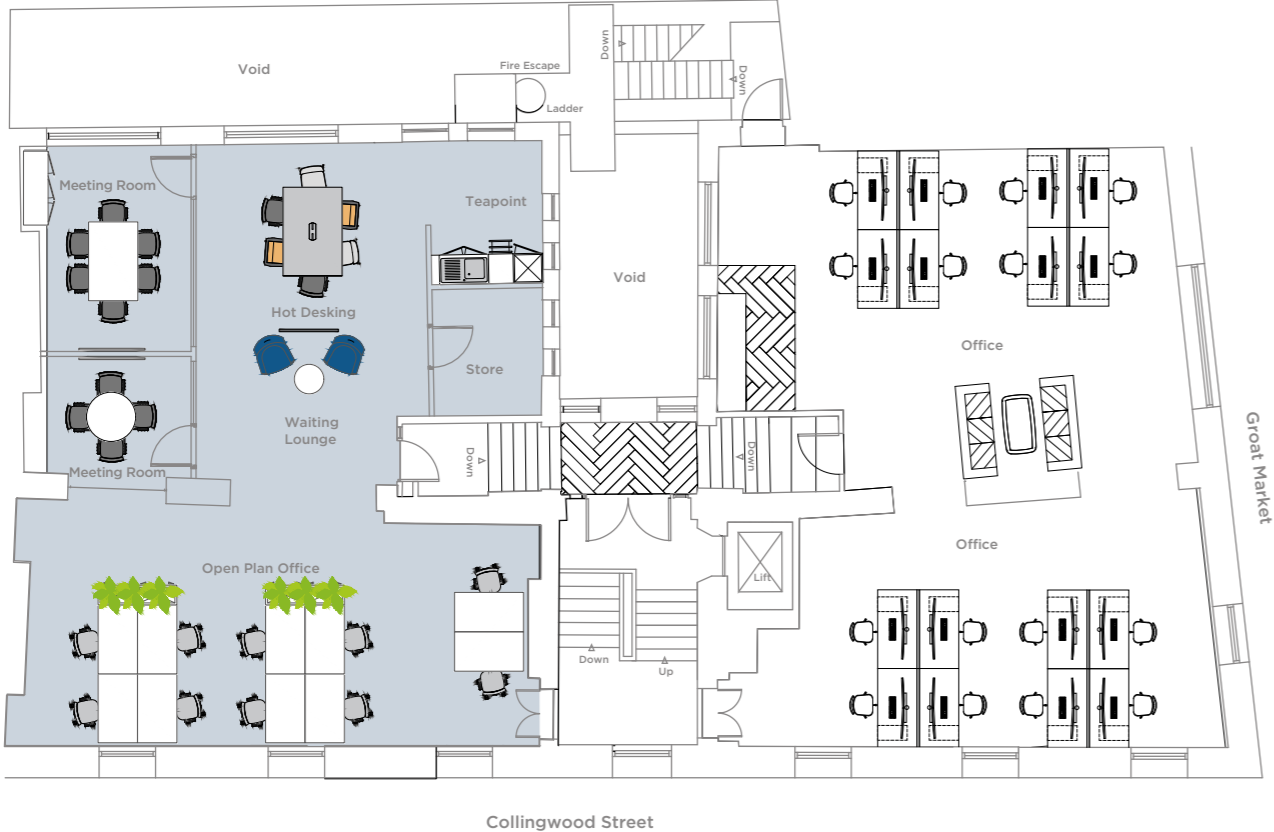 Void
Fire Escape
Ladder
Down
Down
Meeting Room
Teapoint
Hot Desking
Void
Store
Office
Waiting
Lounge
Down
Down
Meeting Room
Groat Market
Office
Open Plan Office
Lift
Down
Up
Collingwood Street